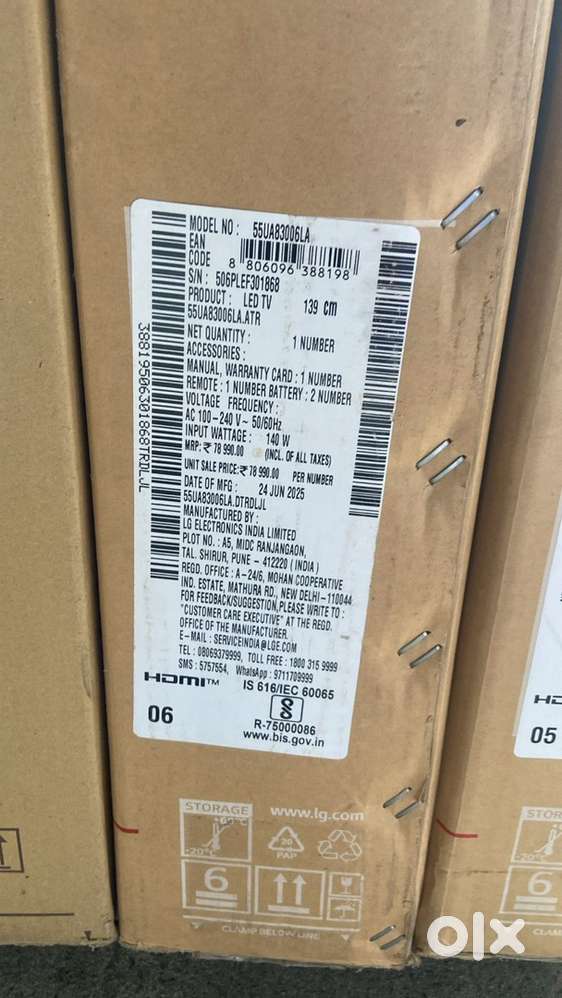 MODEL NO : 55UA83006LA
EAN
CODE 8 806096 388198
S/N : 506PLEF301868
PRODUCT : LED TV 139 cm
55UA83006LA.ATR
NET QUANTITY : 1 NUMBER
ACCESSORIES :
MANUAL, WARRANTY CARD : 1 NUMBER
REMOTE : 1 NUMBER BATTERY : 2 NUMBER
VOLTAGE FREQUENCY :
AC 100-240 V~ 50/60Hz
INPUT WATTAGE : 140 W
MRP: ₹ 78 990.00 (INCL. OF ALL TAXES)
UNIT SALE PRICE: ₹ 78 990.00 PER NUMBER
DATE OF MFG : 24 JUN 2025
55UA83006LA.DTRDLJL
MANUFACTURED BY :
LG ELECTRONICS INDIA LIMITED
PLOT NO. : A5, MIDC RANJANGAON,
TAL. SHIRUR, PUNE - 412220 (INDIA)
REGD. OFFICE : A-24/6, MOHAN COOPERATIVE
IND. ESTATE, MATHURA RD., NEW DELHI-110044
FOR FEEDBACK/SUGGESTION,PLEASE WRITE TO :
"CUSTOMER CARE EXECUTIVE" AT THE REGD.
OFFICE OF THE MANUFACTURER.
E-MAIL : SERVICEINDIA@LGE.COM
TEL : 08069379999, TOLL FREE : 1800 315 9999
SMS : 5757554, WhatsApp : 9711709999
HDMI™ IS 616/IEC 60065
06
R-75000086
www.bis.gov.in
38819506301868TRDLJL
STORAGE
-20°C
www.lg.com
20
PAP
6
CLAMP BELOW LINE
05
6
olx